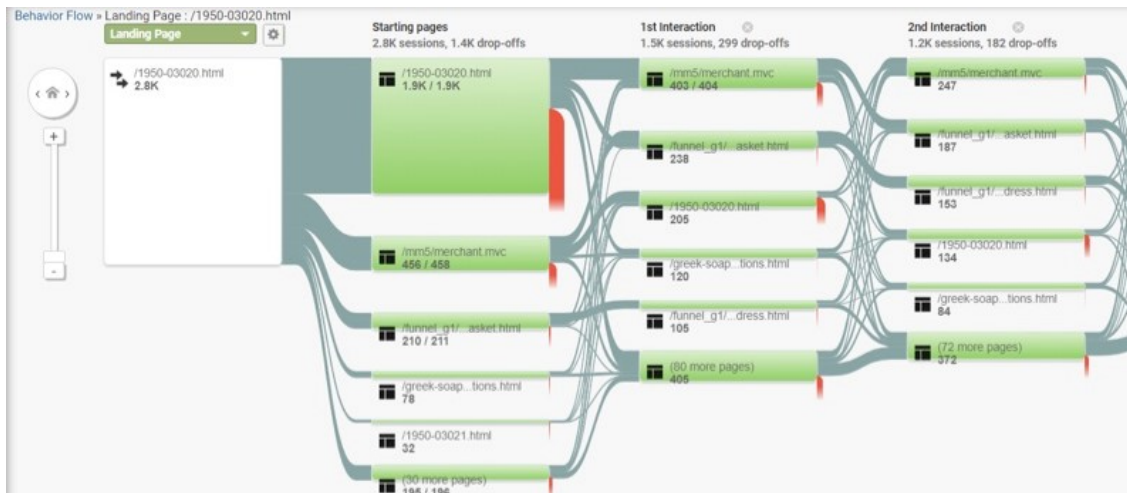 Behavior Flow » Landing Page : /1950-03020.html
Landing Page
/1950-03020.html
2.8K
Starting pages
2.8K sessions, 1.4K drop-offs
/1950-03020.html
1.9K / 1.9K
/mm5/merchant.mvc
456 / 458
/funnel_g1/...asket.html
210 / 211
/greek-soap...tions.html
78
/1950-03021.html
32
(30 more pages)
195 / 196
1st Interaction
1.5K sessions, 299 drop-offs
/mm5/merchant.mvc
403 / 404
/funnel_g1/...asket.html
238
/1950-03020.html
205
/greek-soap...tions.html
120
/funnel_g1/...dress.html
105
(80 more pages)
405
2nd Interaction
1.2K sessions, 182 drop-offs
/mm5/merchant.mvc
247
/funnel_g1/...asket.html
187
/funnel_g1/...dress.html
153
/1950-03020.html
134
/greek-soap...tions.html
84
(72 more pages)
372